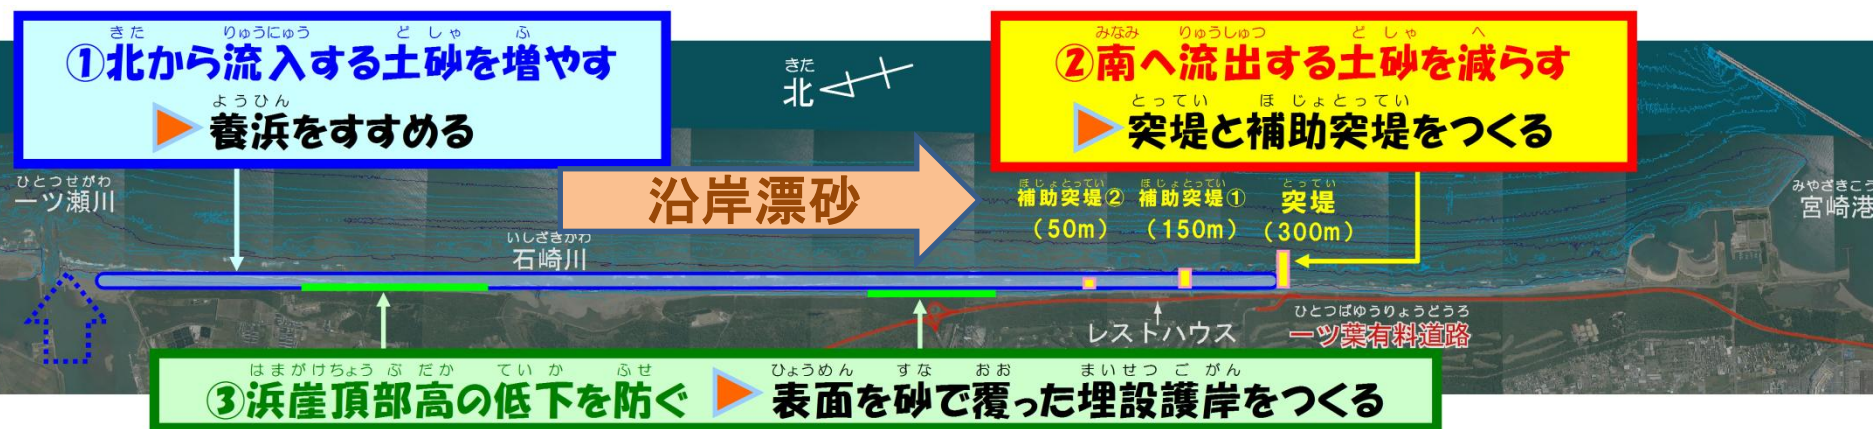 きた りゅうにゅう どしゃ ふ
①北から流入する土砂を増やす
ようひん
養浜をすすめる
きた
北
みなみ りゅうしゅつ どしゃ へ
②南へ流出する土砂を減らす
とってい ほじょとってい
突堤と補助突堤をつくる
ひとつせがわ
一ツ瀬川
沿岸漂砂
いしざきがわ
石崎川
ほじょとってい
補助突堤②
(50m)
ほじょとってい
補助突堤①
(150m)
とってい
突堤
(300m)
みやざきこう
宮崎港
レストハウス
ひとつばゆうりょうどうろ
一ツ葉有料道路
はまがけちょうぶだか ていか ふせ
③浜崖頂部高の低下を防ぐ
ひょうめん すな おお まいせつごがん
表面を砂で覆った埋設護岸をつくる